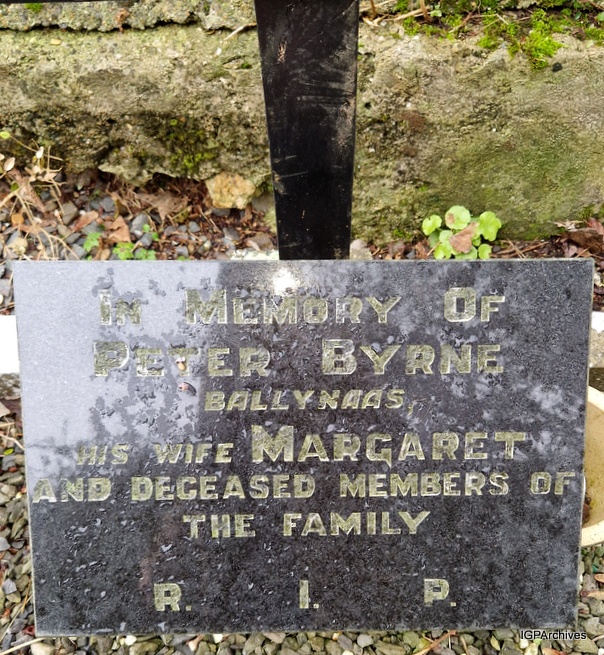 In Memory Of
Peter Byrne
Ballynaas,
his wife Margaret
and deceased members of
the family
R. I. P.
IGPArchives